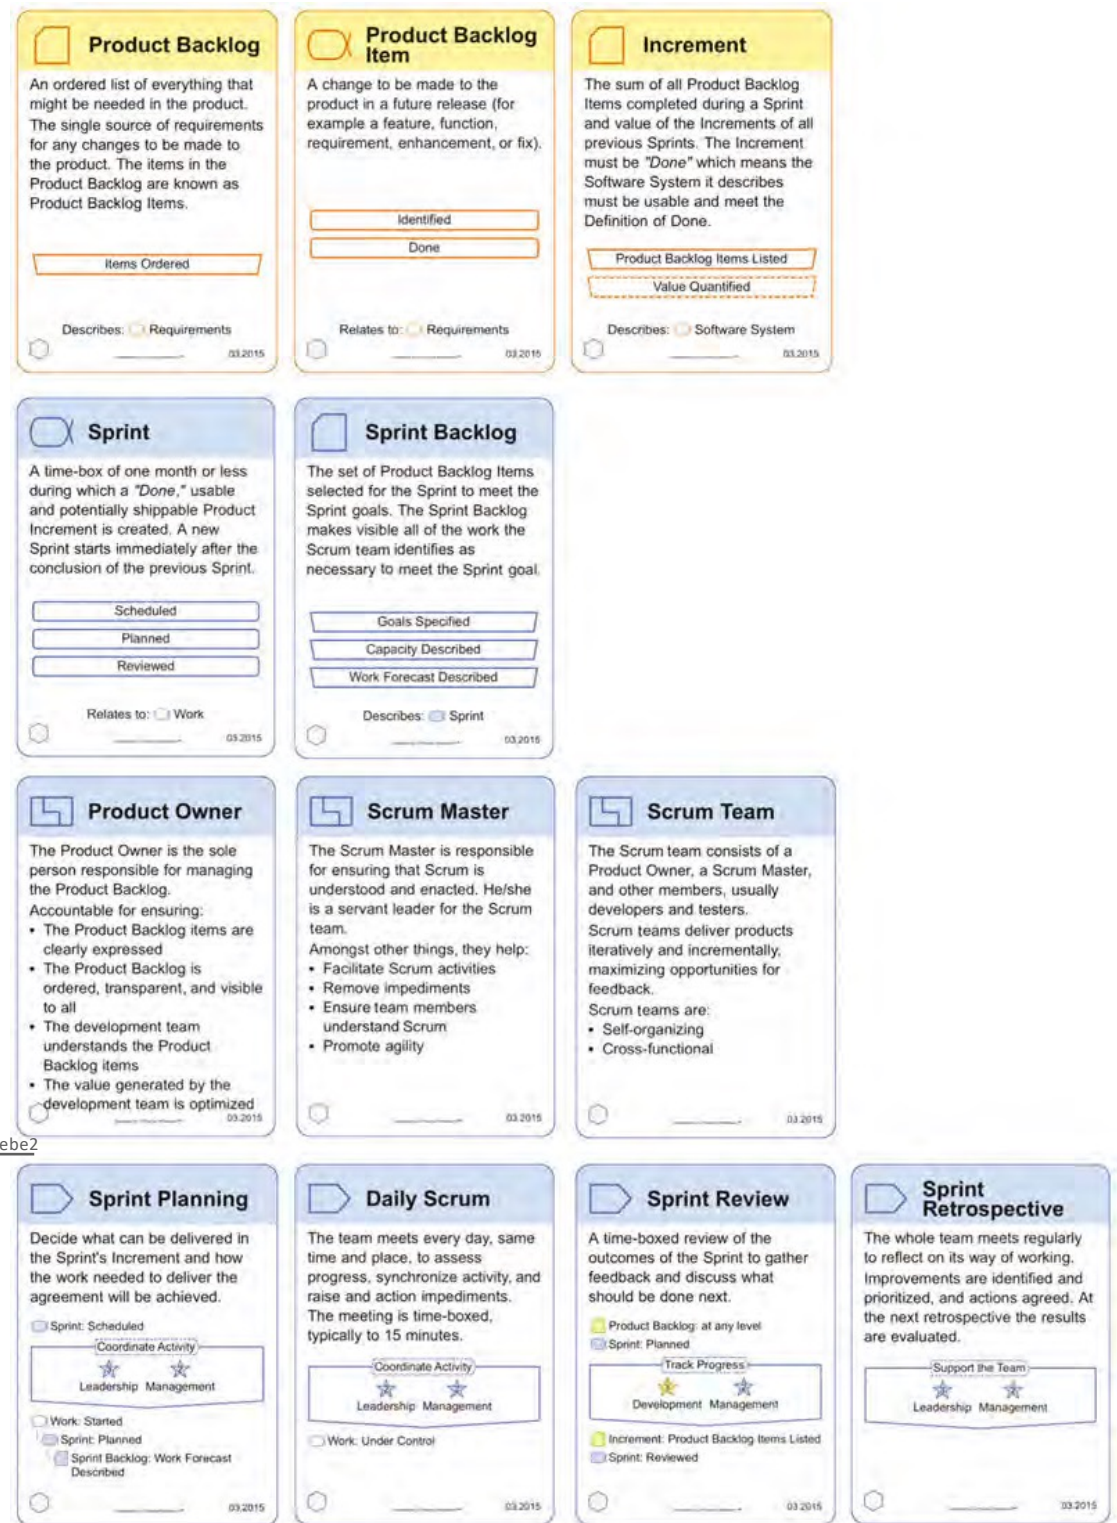 Product Backlog
An ordered list of everything that
might be needed in the product.
The single source of requirements
for any changes to be made to
the product. The items in the
Product Backlog are known as
Product Backlog Items.
Items Ordered
Describes: Requirements
03.2015
Product Backlog
Item
A change to be made to the
product in a future release (for
example a feature, function,
requirement, enhancement, or fix).
Identified
Done
Relates to: Requirements
03.2015
Increment
The sum of all Product Backlog
Items completed during a Sprint
and value of the Increments of all
previous Sprints. The Increment
must be "Done" which means the
Software System it describes
must be usable and meet the
Definition of Done.
Product Backlog Items Listed
Value Quantified
Describes: Software System
03.2015
Sprint
A time-box of one month or less
during which a "Done," usable
and potentially shippable Product
Increment is created. A new
Sprint starts immediately after the
conclusion of the previous Sprint.
Scheduled
Planned
Reviewed
Relates to: Work
03.2015
Sprint Backlog
The set of Product Backlog Items
selected for the Sprint to meet the
Sprint goals. The Sprint Backlog
makes visible all of the work the
Scrum team identifies as
necessary to meet the Sprint goal.
Goals Specified
Capacity Described
Work Forecast Described
Describes: Sprint
03.2015
Product Owner
The Product Owner is the sole
person responsible for managing
the Product Backlog.
Accountable for ensuring:
• The Product Backlog items are
clearly expressed
• The Product Backlog is
ordered, transparent, and visible
to all
• The development team
understands the Product
Backlog items
• The value generated by the
development team is optimized
03.2015
Scrum Master
The Scrum Master is responsible
for ensuring that Scrum is
understood and enacted. He/she
is a servant leader for the Scrum
team.
Amongst other things, they help:
• Facilitate Scrum activities
• Remove impediments
• Ensure team members
understand Scrum
• Promote agility
03.2015
Scrum Team
The Scrum team consists of a
Product Owner, a Scrum Master,
and other members, usually
developers and testers.
Scrum teams deliver products
iteratively and incrementally,
maximizing opportunities for
feedback.
Scrum teams are:
• Self-organizing
• Cross-functional
03.2015
ebe2
Sprint Planning
Decide what can be delivered in
the Sprint's Increment and how
the work needed to deliver the
agreement will be achieved.
Sprint: Scheduled
Coordinate Activity
Leadership Management
Work: Started
Sprint: Planned
Sprint Backlog: Work Forecast
Described
03.2015
Daily Scrum
The team meets every day, same
time and place, to assess
progress, synchronize activity, and
raise and action impediments.
The meeting is time-boxed,
typically to 15 minutes.
Coordinate Activity
Leadership Management
Work: Under Control
03.2015
Sprint Review
A time-boxed review of the
outcomes of the Sprint to gather
feedback and discuss what
should be done next.
Product Backlog: at any level
Sprint: Planned
Track Progress
Development Management
Increment: Product Backlog Items Listed
Sprint: Reviewed
03.2015
Sprint
Retrospective
The whole team meets regularly
to reflect on its way of working.
Improvements are identified and
prioritized, and actions agreed. At
the next retrospective the results
are evaluated.
Support the Team
Leadership Management
03.2015